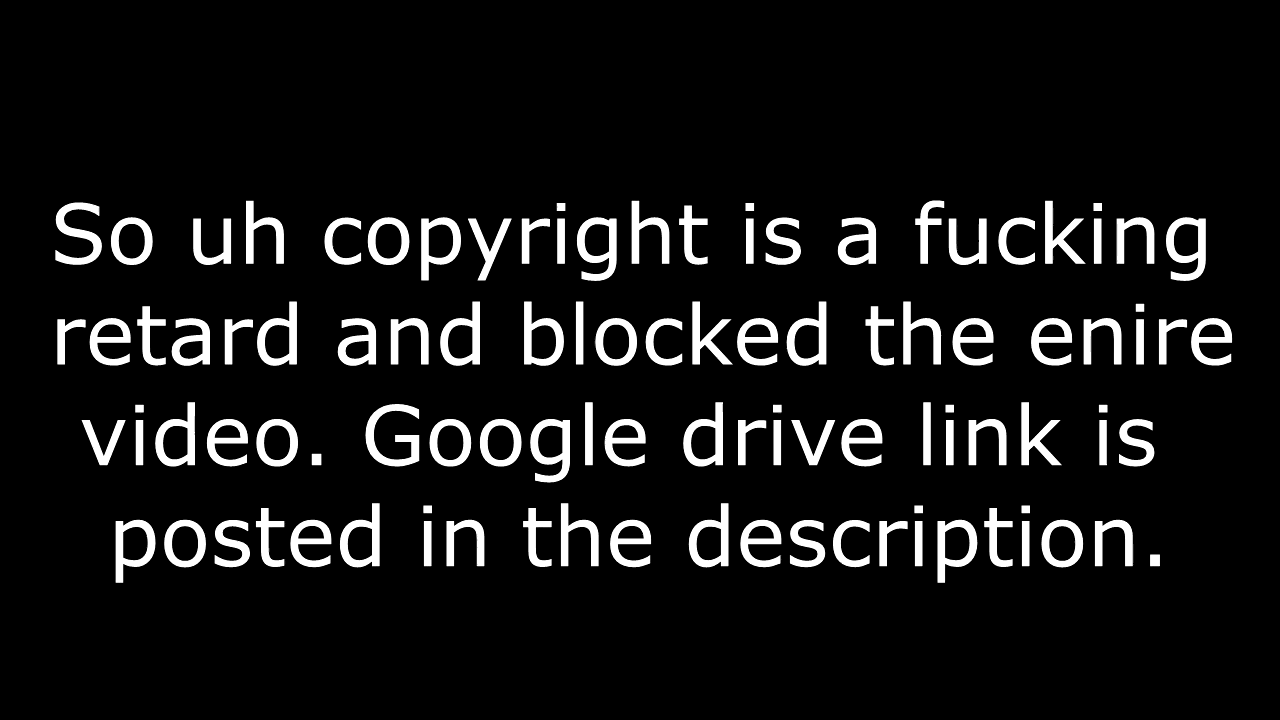 So uh copyright is a fucking
retard and blocked the enire
video. Google drive link is
posted in the description.